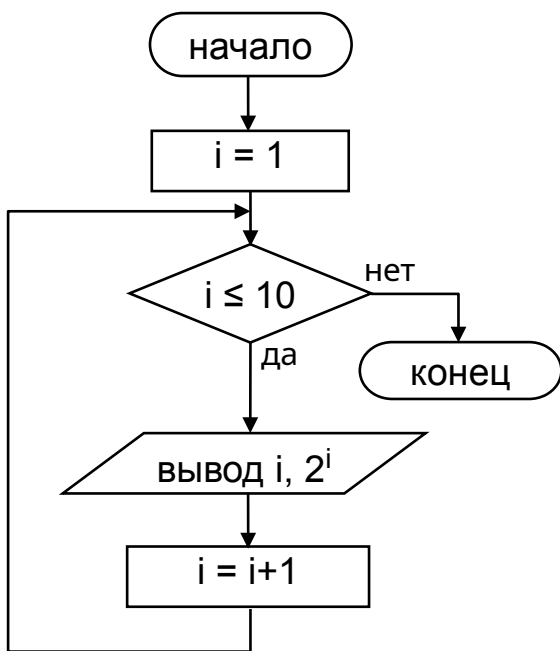 начало
i = 1
i ≤ 10
нет
да
конец
вывод i, 2ⁱ
i = i+1